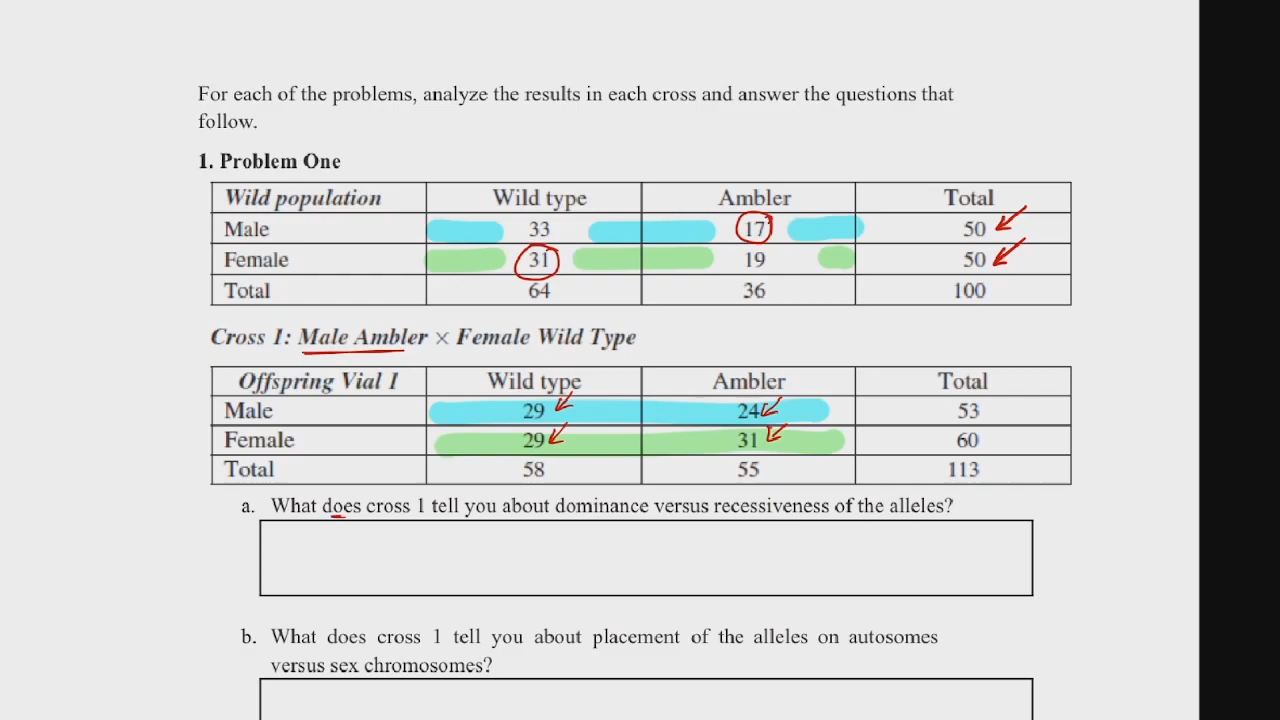 For each of the problems, analyze the results in each cross and answer the questions that
follow.
1. Problem One
Wild population Wild type Ambler Total
Male 33 17 50
Female 31 19 50
Total 64 36 100
Cross 1: Male Ambler × Female Wild Type
Offspring Vial 1 Wild type Ambler Total
Male 29 24 53
Female 29 31 60
Total 58 55 113
a. What does cross 1 tell you about dominance versus recessiveness of the alleles?
b. What does cross 1 tell you about placement of the alleles on autosomes
versus sex chromosomes?